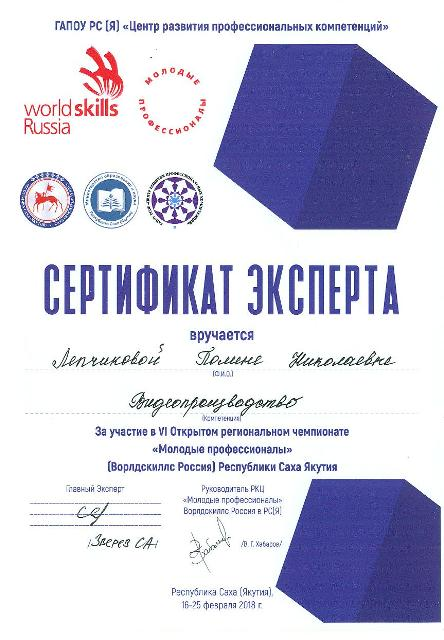 ГАПОУ РС (Я) «Центр развития профессиональных компетенций»
worldskills
Russia
МОЛОДЫЕ
ПРОФЕССИОНАЛЫ
СЕРТИФИКАТ ЭКСПЕРТА
вручается
Лепчиковой Полине Николаевне
(Ф.И.О.)
Видеопроизводство
(Компетенция)
За участие в VI Открытом региональном чемпионате
«Молодые профессионалы»
(Ворлдскиллс Россия) Республики Саха Якутия
Главный Эксперт
Руководитель РКЦ
«Молодые профессионалы»
Ворлдскиллс Россия в РС(Я)
/Зверев СА/
/В. Г. Хабаров/
Республика Саха (Якутия),
16-25 февраля 2018 г.